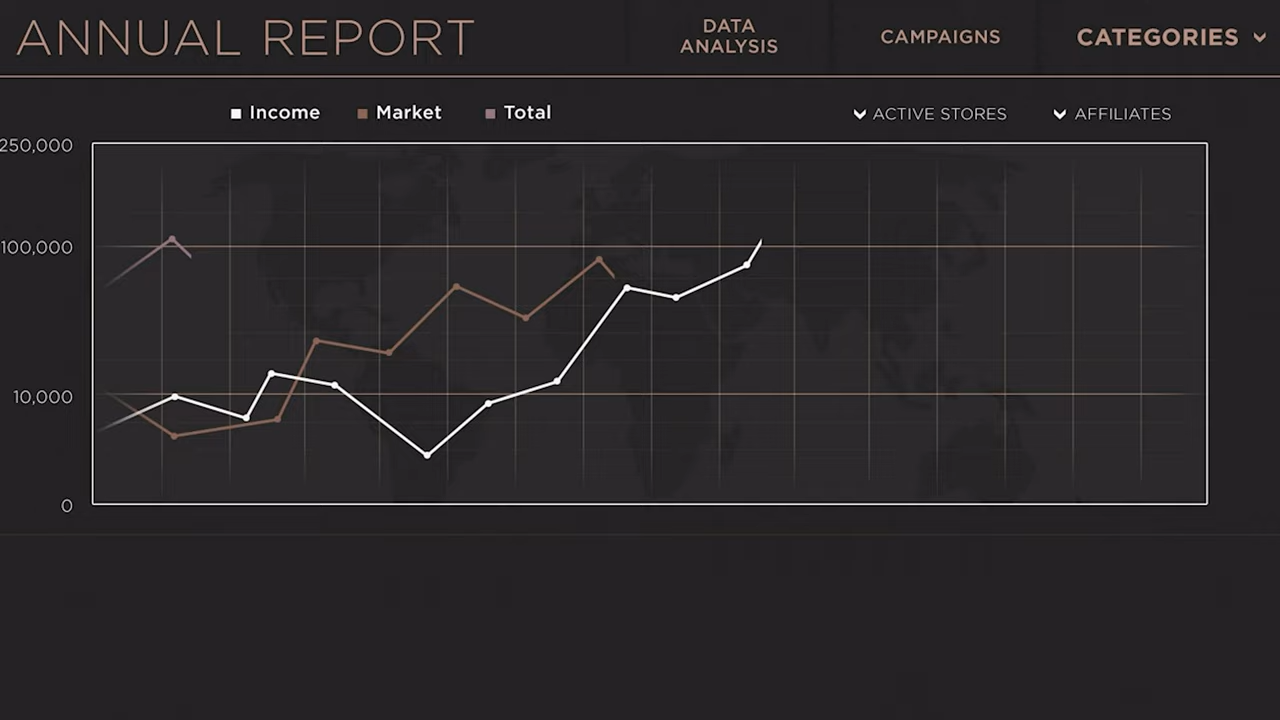 ANNUAL REPORT
DATA
ANALYSIS
CAMPAIGNS
CATEGORIES
Income
Market
Total
ACTIVE STORES
AFFILIATES
250,000
100,000
10,000
0